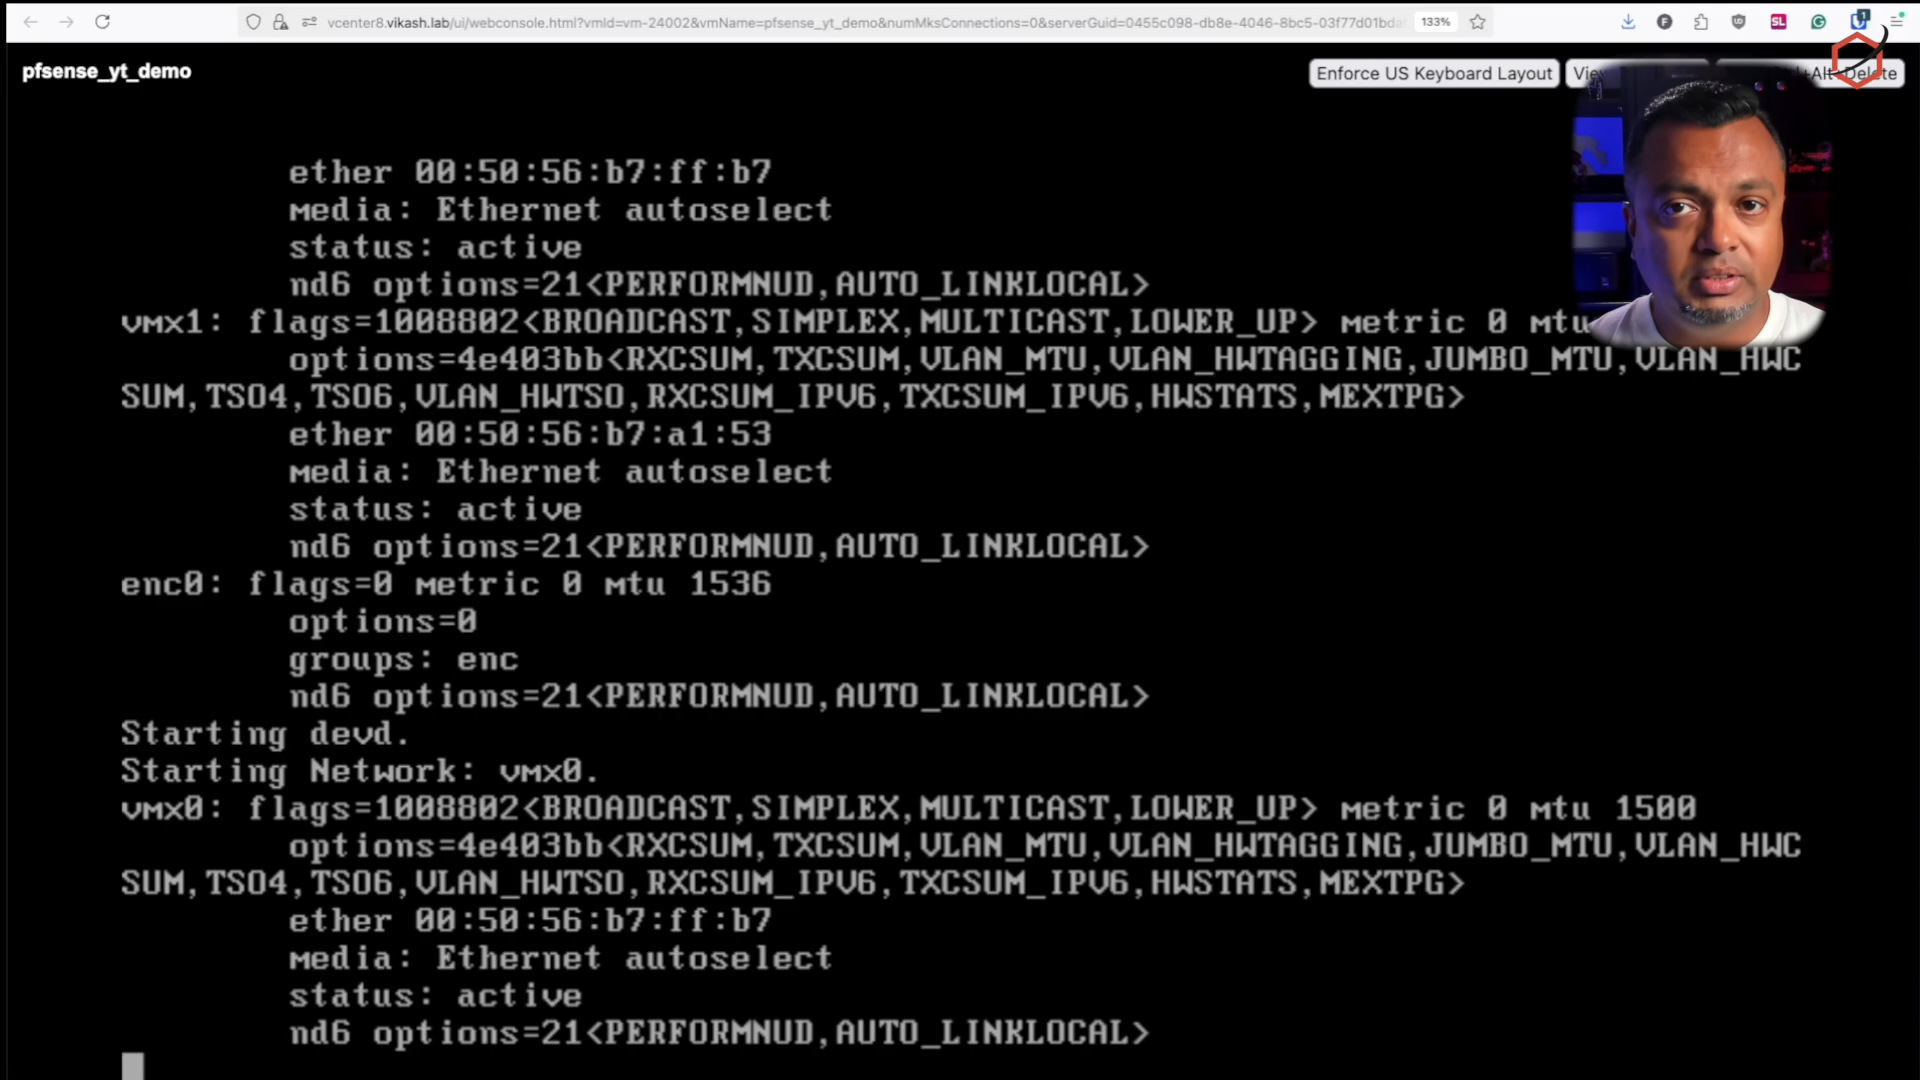 vcenter8.vikash.lab/ui/webconsole.html?vmId=vm-24002&vmName=pfsense_yt_demo&numMksConnections=0&serverGuid=0455c098-db8e-4046-8bc5-03f77d01bda
133%
pfsense_yt_demo
Enforce US Keyboard Layout
ether 00:50:56:b7:ff:b7
media: Ethernet autoselect
status: active
nd6 options=21<PERFORMNUD,AUTO_LINKLOCAL>
vmx1: flags=1008802<BROADCAST,SIMPLEX,MULTICAST,LOWER_UP> metric 0 mtu
options=4e403bb<RXCSUM,TXCSUM,VLAN_MTU,VLAN_HWTAGGING,JUMBO_MTU,VLAN_HWC
SUM,TSO4,TSO6,VLAN_HWTSO,RXCSUM_IPV6,TXCSUM_IPV6,HWSTATS,MEXTPG>
ether 00:50:56:b7:a1:53
media: Ethernet autoselect
status: active
nd6 options=21<PERFORMNUD,AUTO_LINKLOCAL>
enc0: flags=0 metric 0 mtu 1536
options=0
groups: enc
nd6 options=21<PERFORMNUD,AUTO_LINKLOCAL>
Starting devd.
Starting Network: vmx0.
vmx0: flags=1008802<BROADCAST,SIMPLEX,MULTICAST,LOWER_UP> metric 0 mtu 1500
options=4e403bb<RXCSUM,TXCSUM,VLAN_MTU,VLAN_HWTAGGING,JUMBO_MTU,VLAN_HWC
SUM,TSO4,TSO6,VLAN_HWTSO,RXCSUM_IPV6,TXCSUM_IPV6,HWSTATS,MEXTPG>
ether 00:50:56:b7:ff:b7
media: Ethernet autoselect
status: active
nd6 options=21<PERFORMNUD,AUTO_LINKLOCAL>